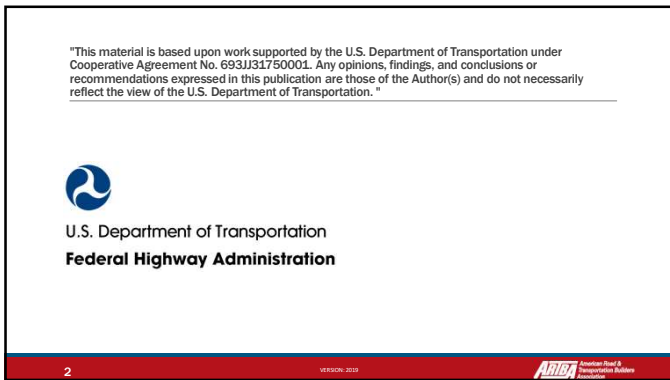 "This material is based upon work supported by the U.S. Department of Transportation under
Cooperative Agreement No. 693JJ31750001. Any opinions, findings, and conclusions or
recommendations expressed in this publication are those of the Author(s) and do not necessarily
reflect the view of the U.S. Department of Transportation. "
U.S. Department of Transportation
Federal Highway Administration
2
VERSION: 2019
ARTBA
American Road &
Transportation Builders
Association